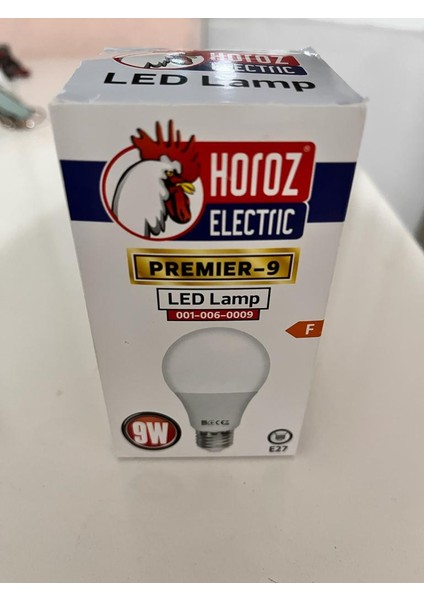 HOROZ
ELECTRIC
LED Lamp
HOROZ
ELECTRIC
PREMIER-9
LED Lamp
001-006-0009
F
9W
E27